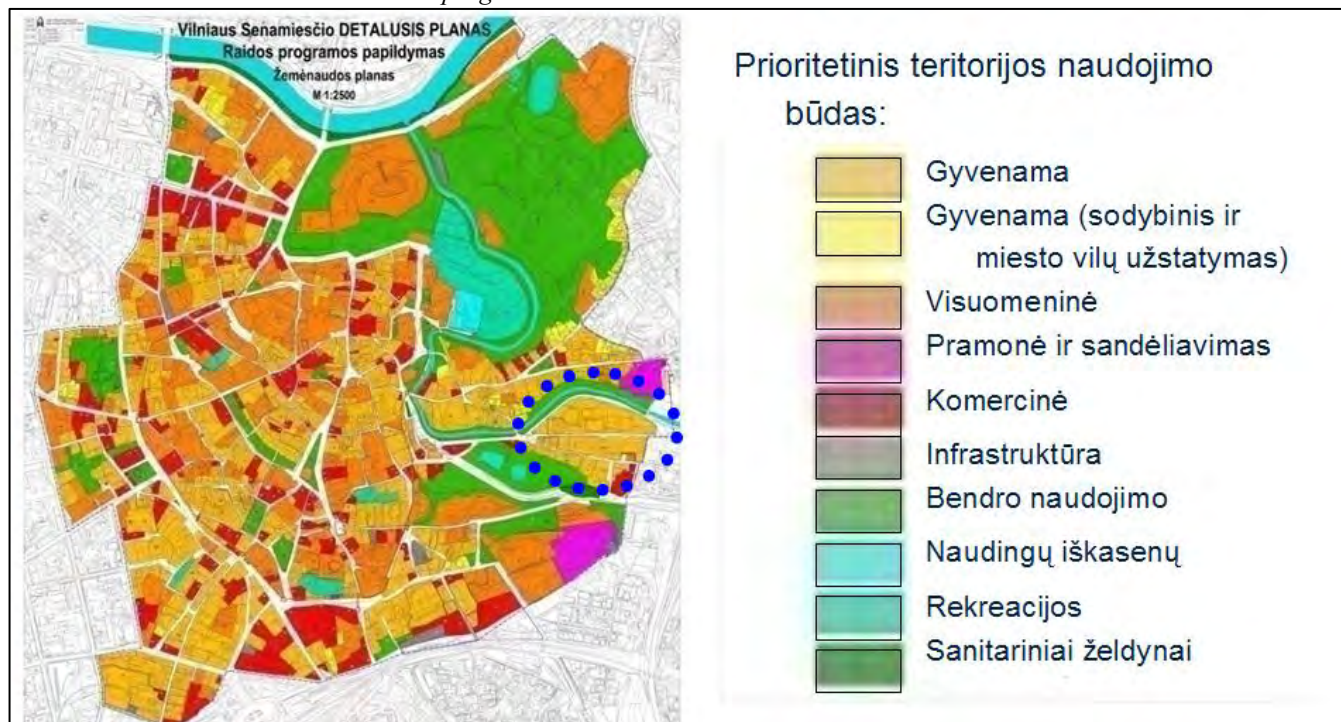 Vilniaus Senamiesčio DETALUSIS PLANAS
Raidos programos papildymas
Žemėnaudos planas
M 1:2500
Prioritetinis teritorijos naudojimo
būdas:
Gyvenama
Gyvenama (sodybinis ir
miesto vilų užstatymas)
Visuomeninė
Pramonė ir sandėliavimas
Komercinė
Infrastruktūra
Bendro naudojimo
Naudingų iškasenų
Rekreacijos
Sanitariniai želdynai